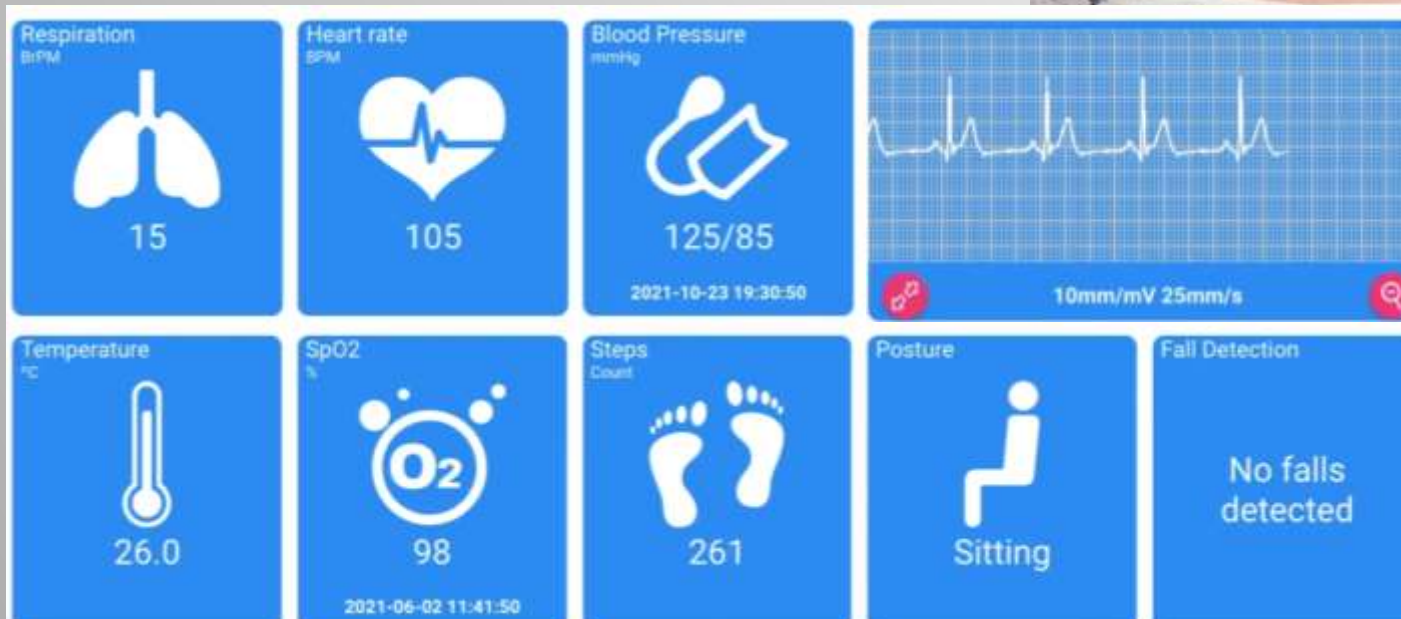 Respiration
BrPM
15
Heart rate
BPM
105
Blood Pressure
mmHg
125/85
2021-10-23 19:30:50
10mm/mV 25mm/s
Temperature
ºC
26.0
SpO2
%
O2
98
2021-06-02 11:41:50
Steps
Count
261
Posture
Sitting
Fall Detection
No falls
detected